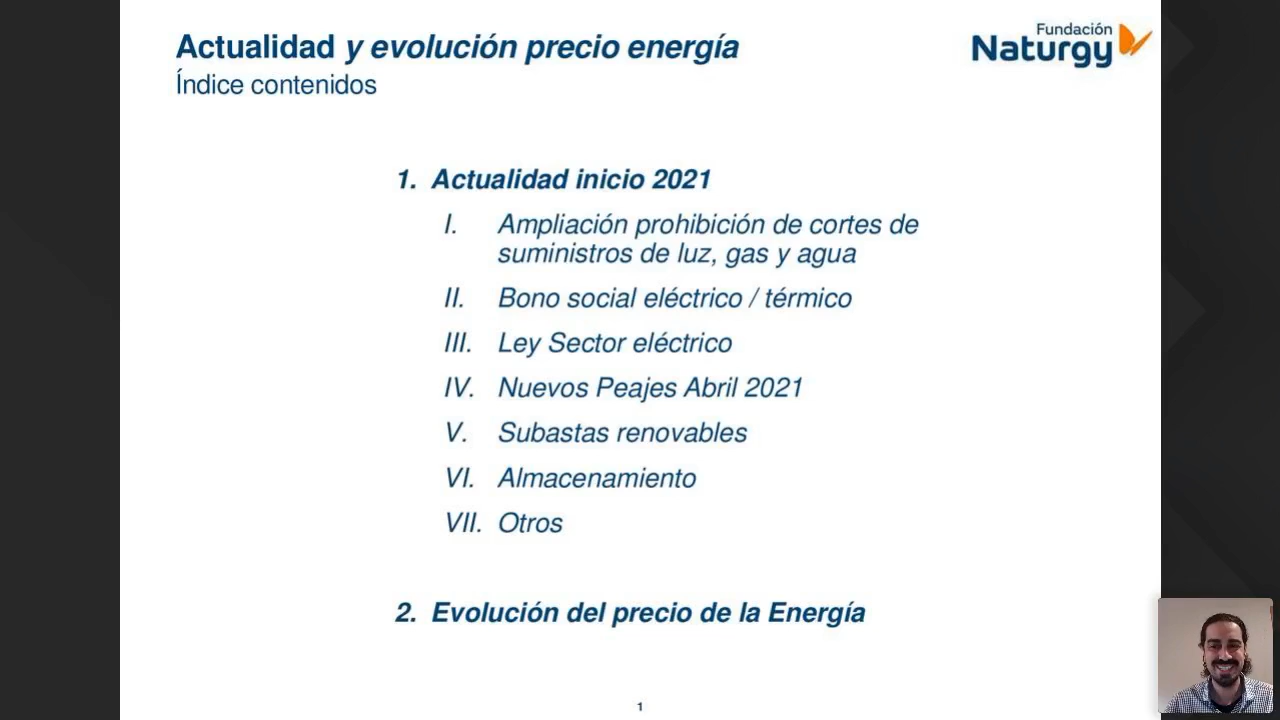 Actualidad y evolución precio energía
Índice contenidos
Fundación
Naturgy
1. Actualidad inicio 2021
I. Ampliación prohibición de cortes de
suministros de luz, gas y agua
II. Bono social eléctrico / térmico
III. Ley Sector eléctrico
IV. Nuevos Peajes Abril 2021
V. Subastas renovables
VI. Almacenamiento
VII. Otros
2. Evolución del precio de la Energía
1